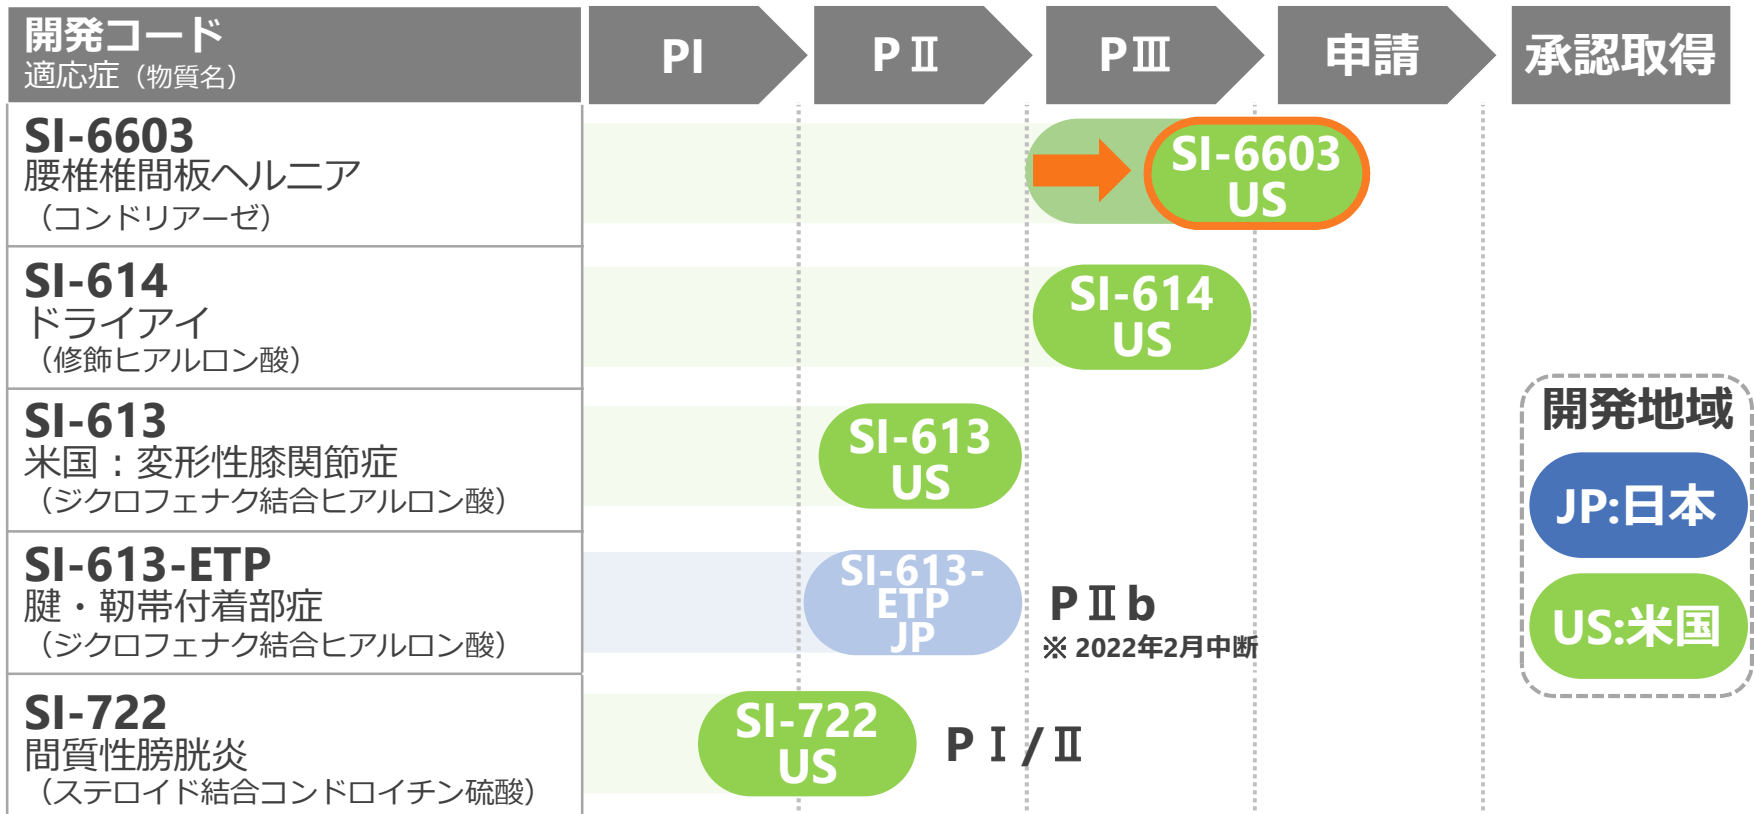 開発コード
適応症（物質名）
PⅠ
PⅡ
PⅢ
申請
承認取得
SI-6603
腰椎椎間板ヘルニア
（コンドリアーゼ）
SI-6603
US
SI-614
ドライアイ
（修飾ヒアルロン酸）
SI-614
US
SI-613
米国：変形性膝関節症
（ジクロフェナク結合ヒアルロン酸）
SI-613
US
SI-613-ETP
腱・靭帯付着部症
（ジクロフェナク結合ヒアルロン酸）
SI-613-
ETP
JP
PⅡb
※ 2022年2月中断
SI-722
間質性膀胱炎
（ステロイド結合コンドロイチン硫酸）
SI-722
US
PⅠ/Ⅱ
開発地域
JP:日本
US:米国